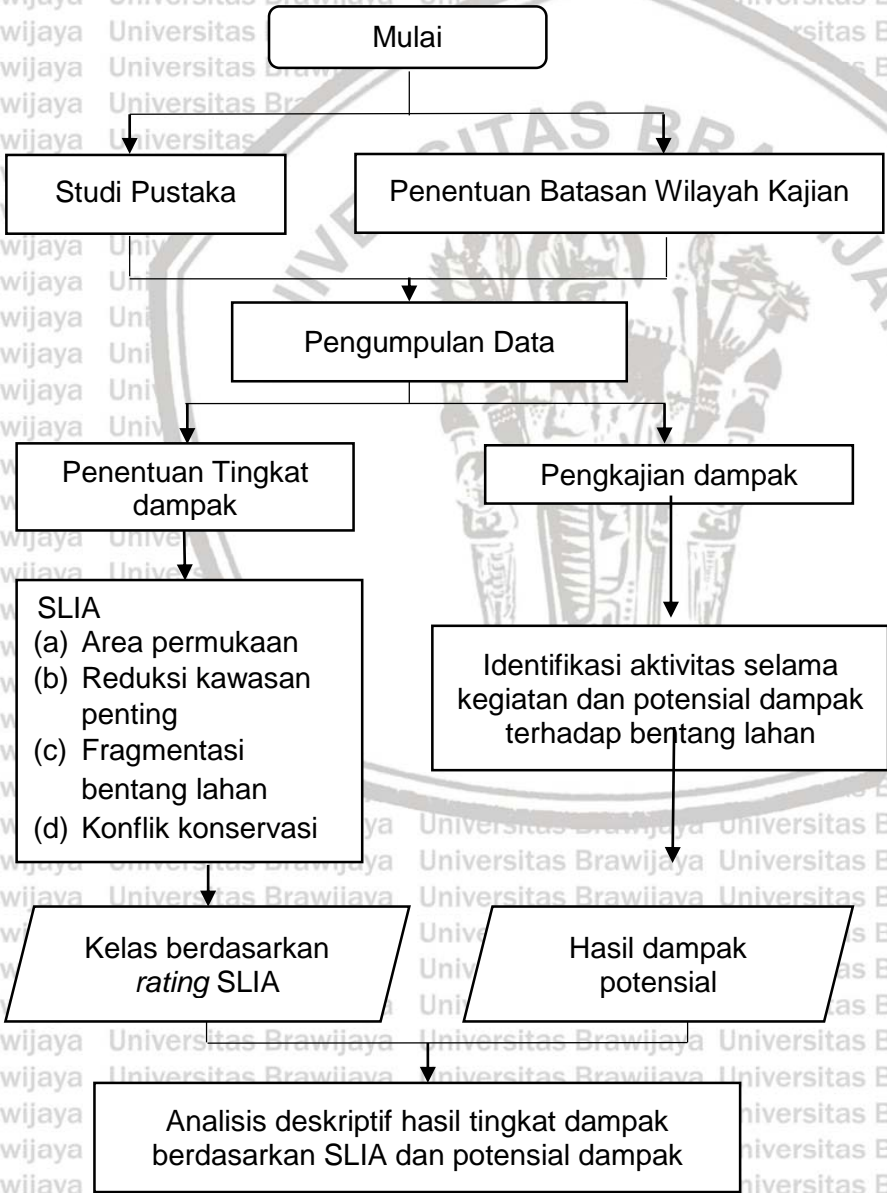 Mulai
Studi Pustaka
Penentuan Batasan Wilayah Kajian
Pengumpulan Data
Penentuan Tingkat
dampak
Pengkajian dampak
SLIA
(a) Area permukaan
(b) Reduksi kawasan
penting
(c) Fragmentasi
bentang lahan
(d) Konflik konservasi
Identifikasi aktivitas selama
kegiatan dan potensial dampak
terhadap bentang lahan
Kelas berdasarkan
rating SLIA
Hasil dampak
potensial
Analisis deskriptif hasil tingkat dampak
berdasarkan SLIA dan potensial dampak